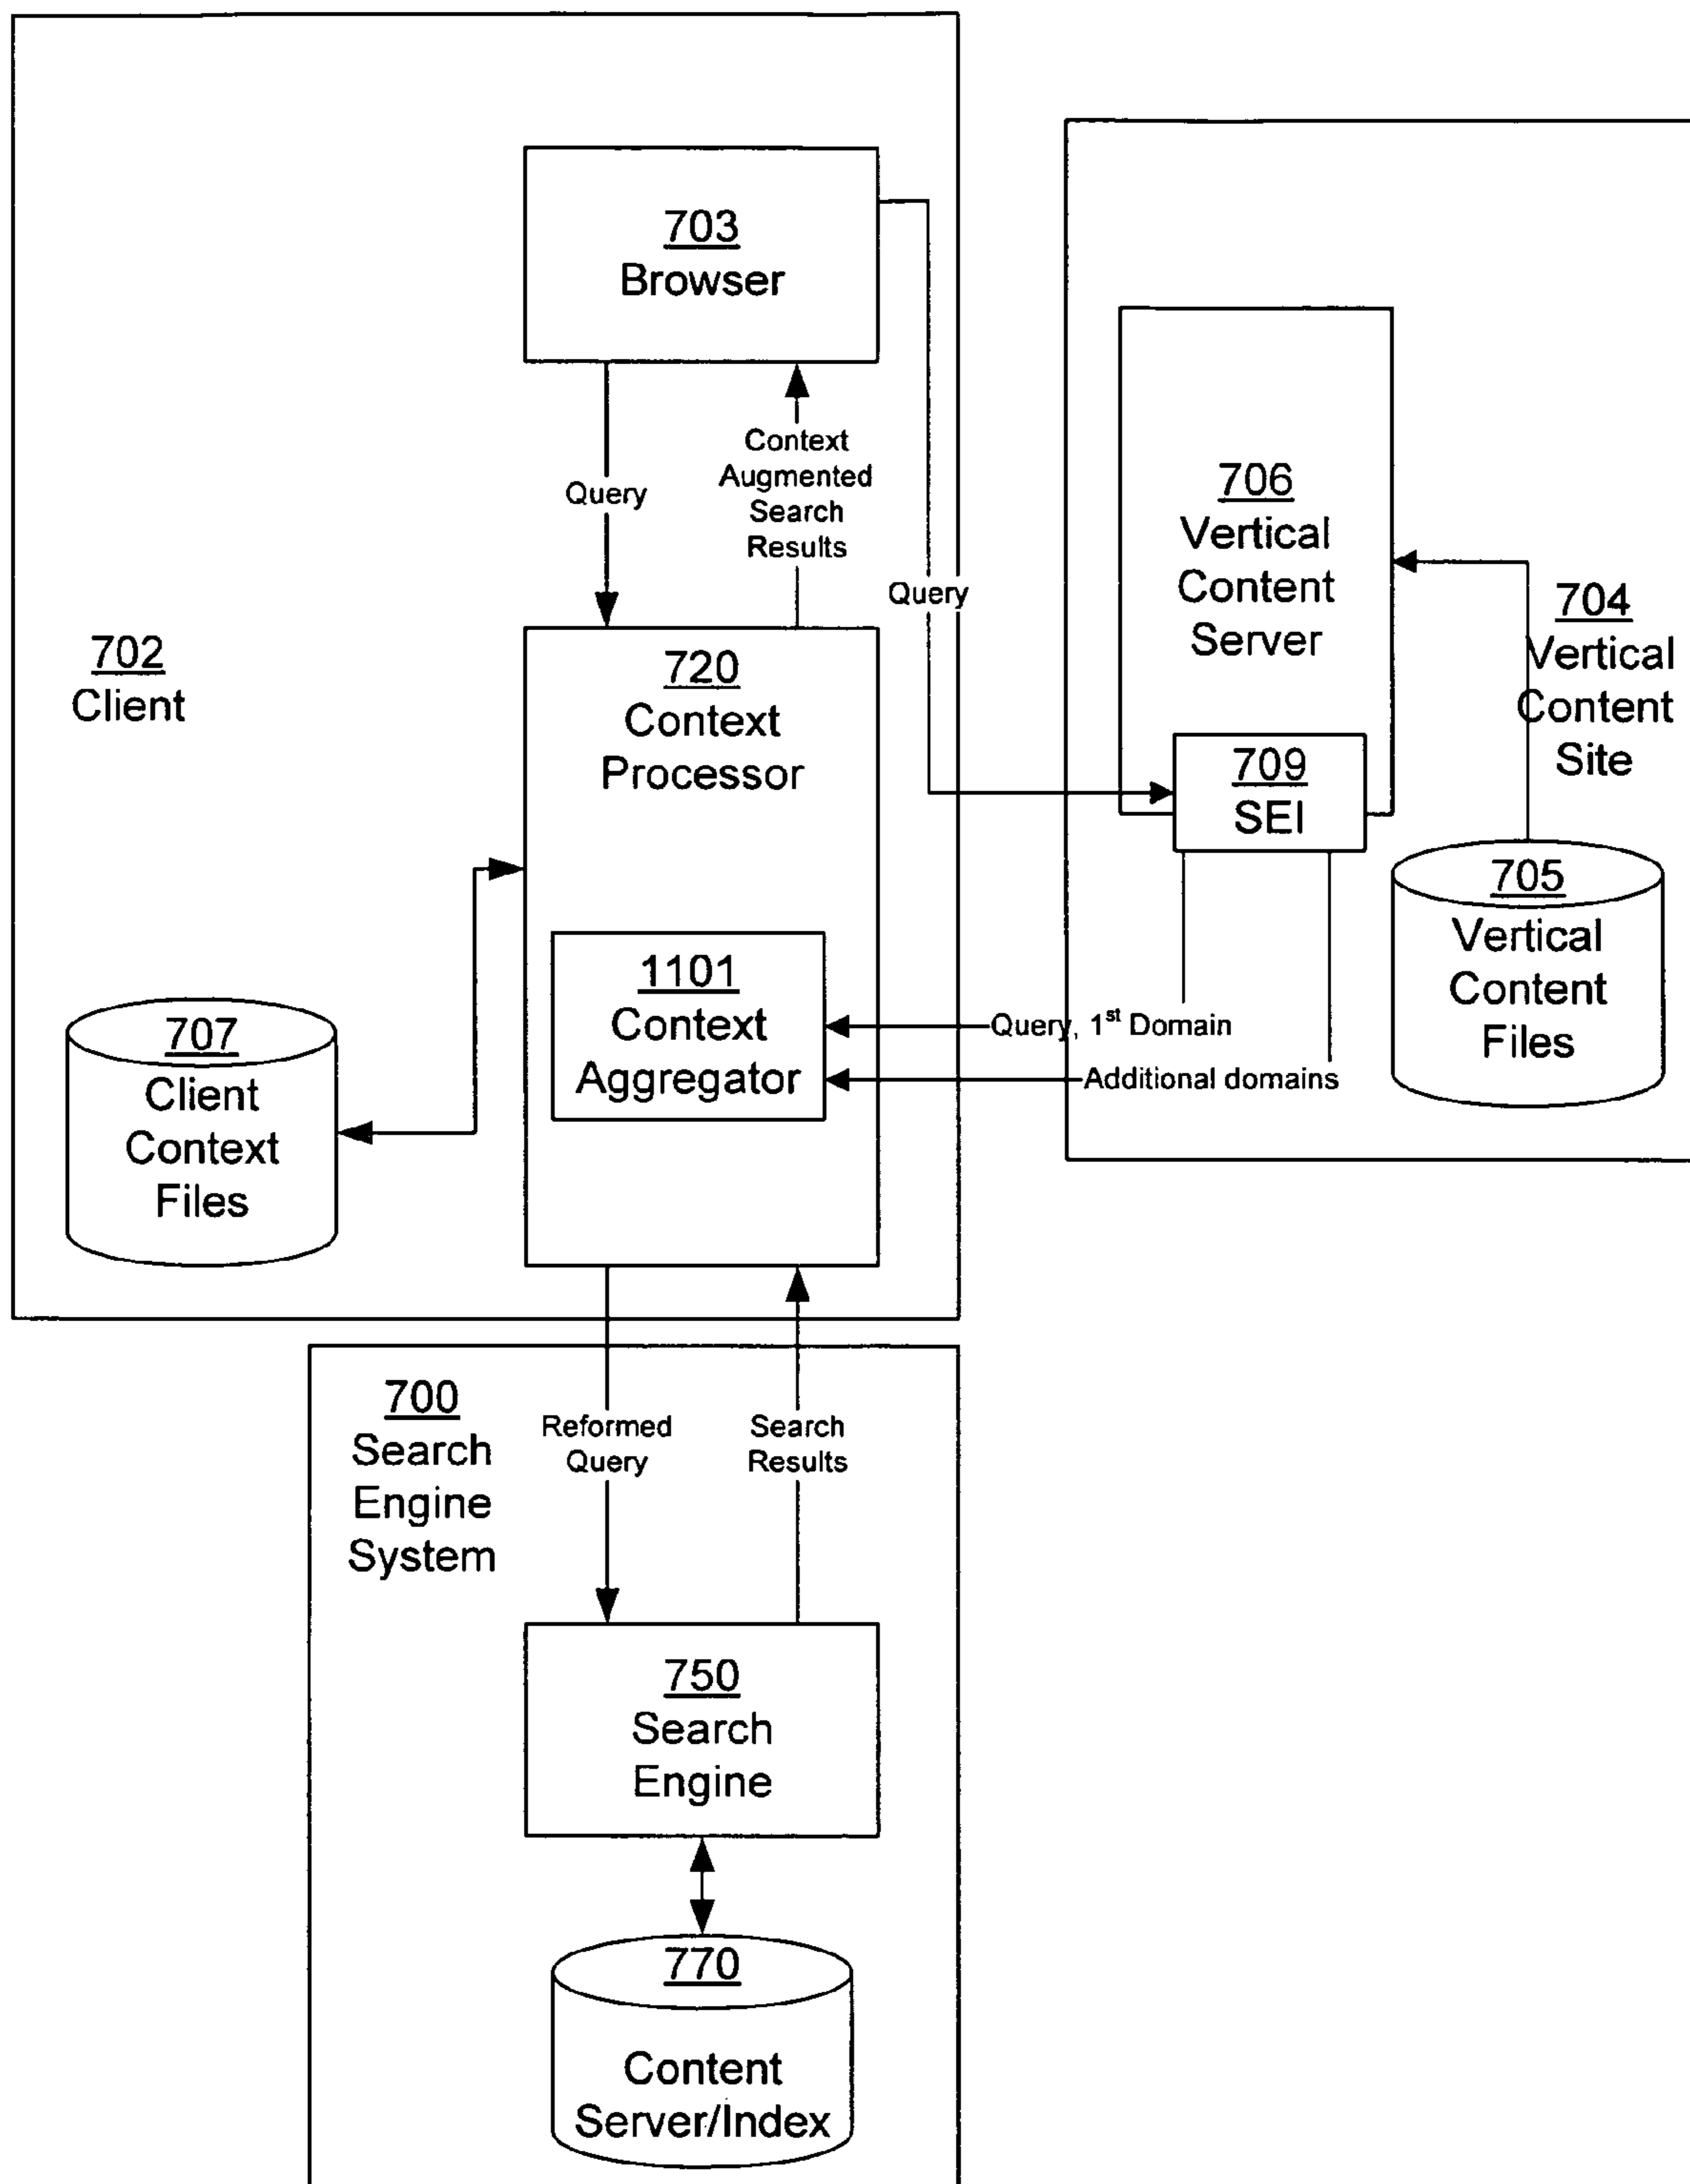 703
Browser
Query
Context
Augmented
Search
Results
Query
702
Client
720
Context
Processor
1101
Context
Aggregator
707
Client
Context
Files
706
Vertical
Content
Server
709
SEI
704
Vertical
Content
Site
705
Vertical
Content
Files
Query, 1st Domain
Additional domains
700
Search
Engine
System
Reformed
Query
Search
Results
750
Search
Engine
770
Content
Server/Index